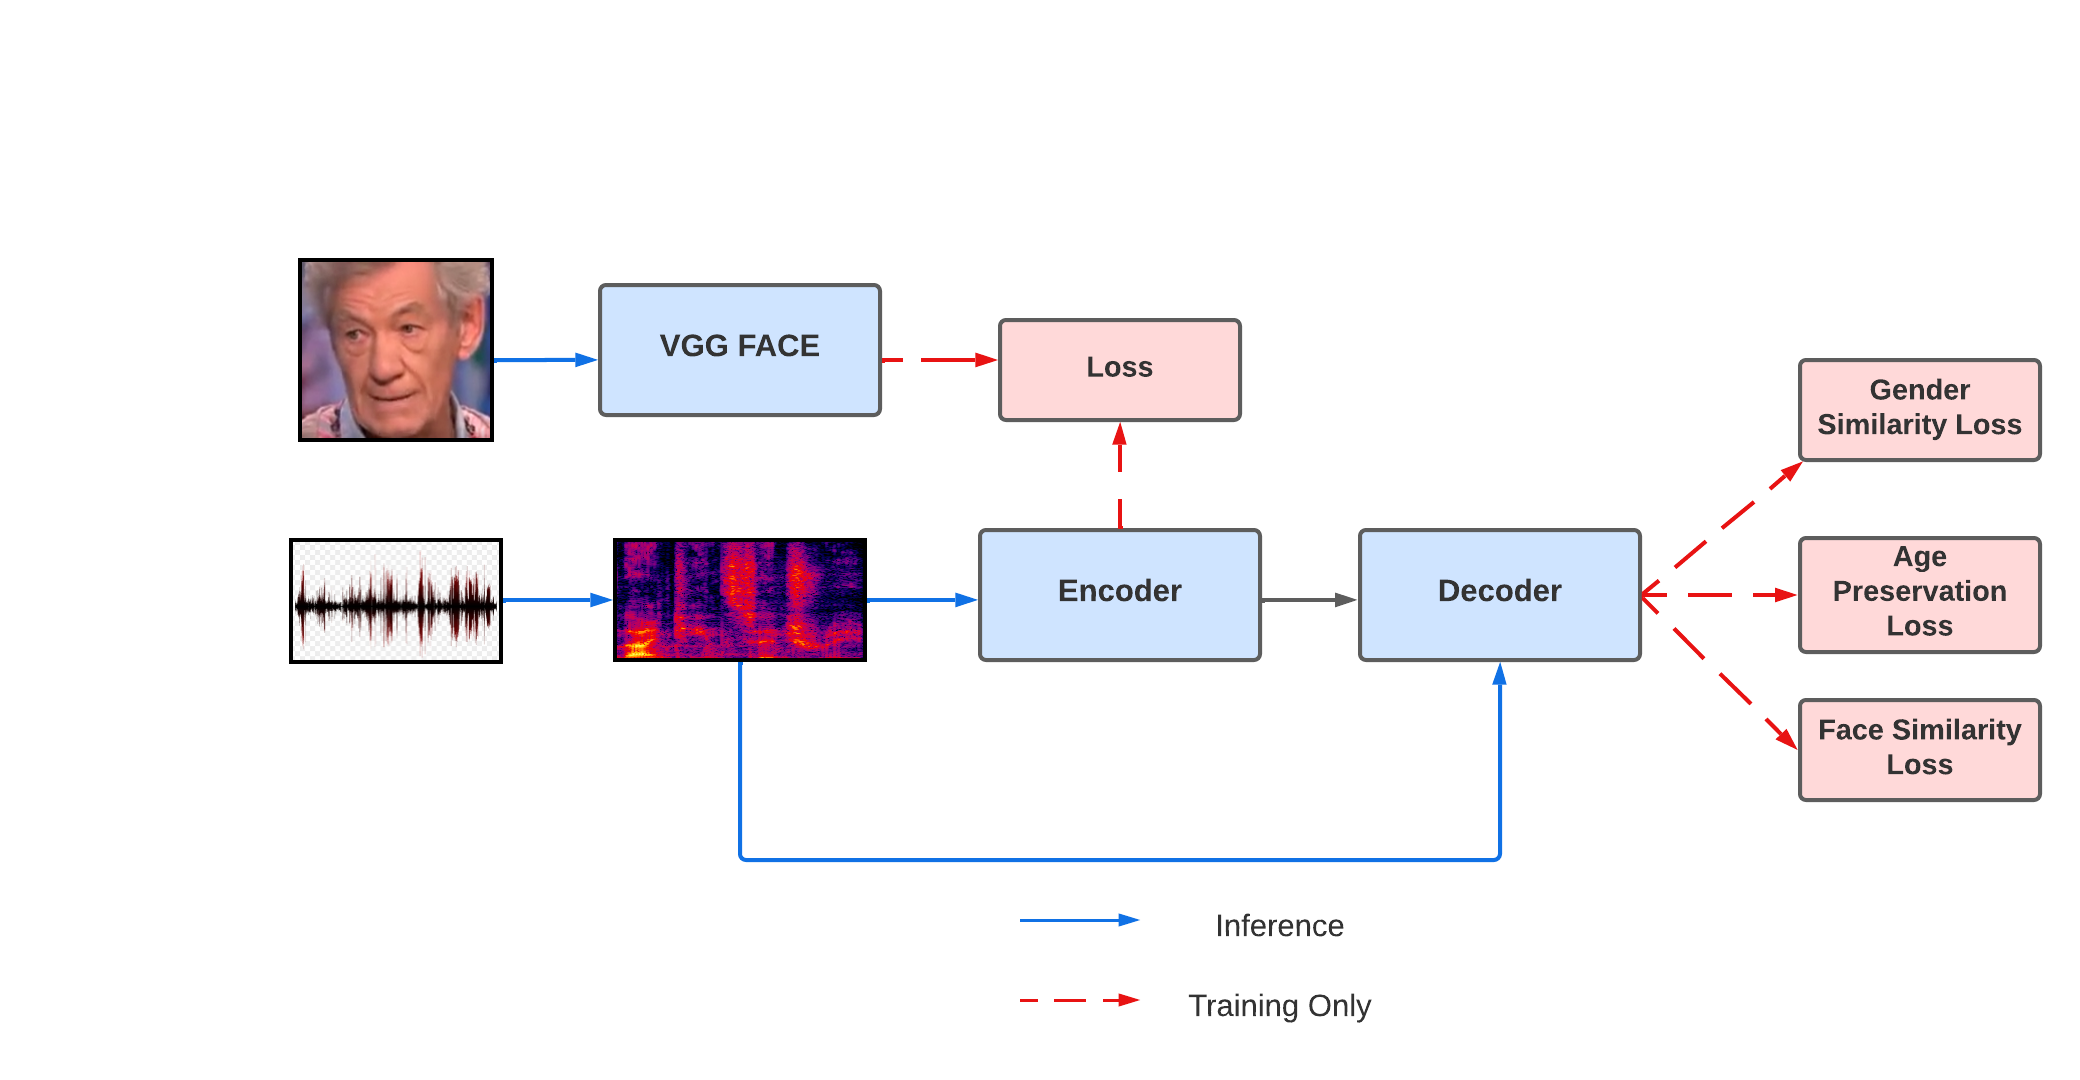 VGG FACE
Loss
Gender
Similarity Loss
Encoder
Decoder
Age
Preservation
Loss
Face Similarity
Loss
Inference
Training Only